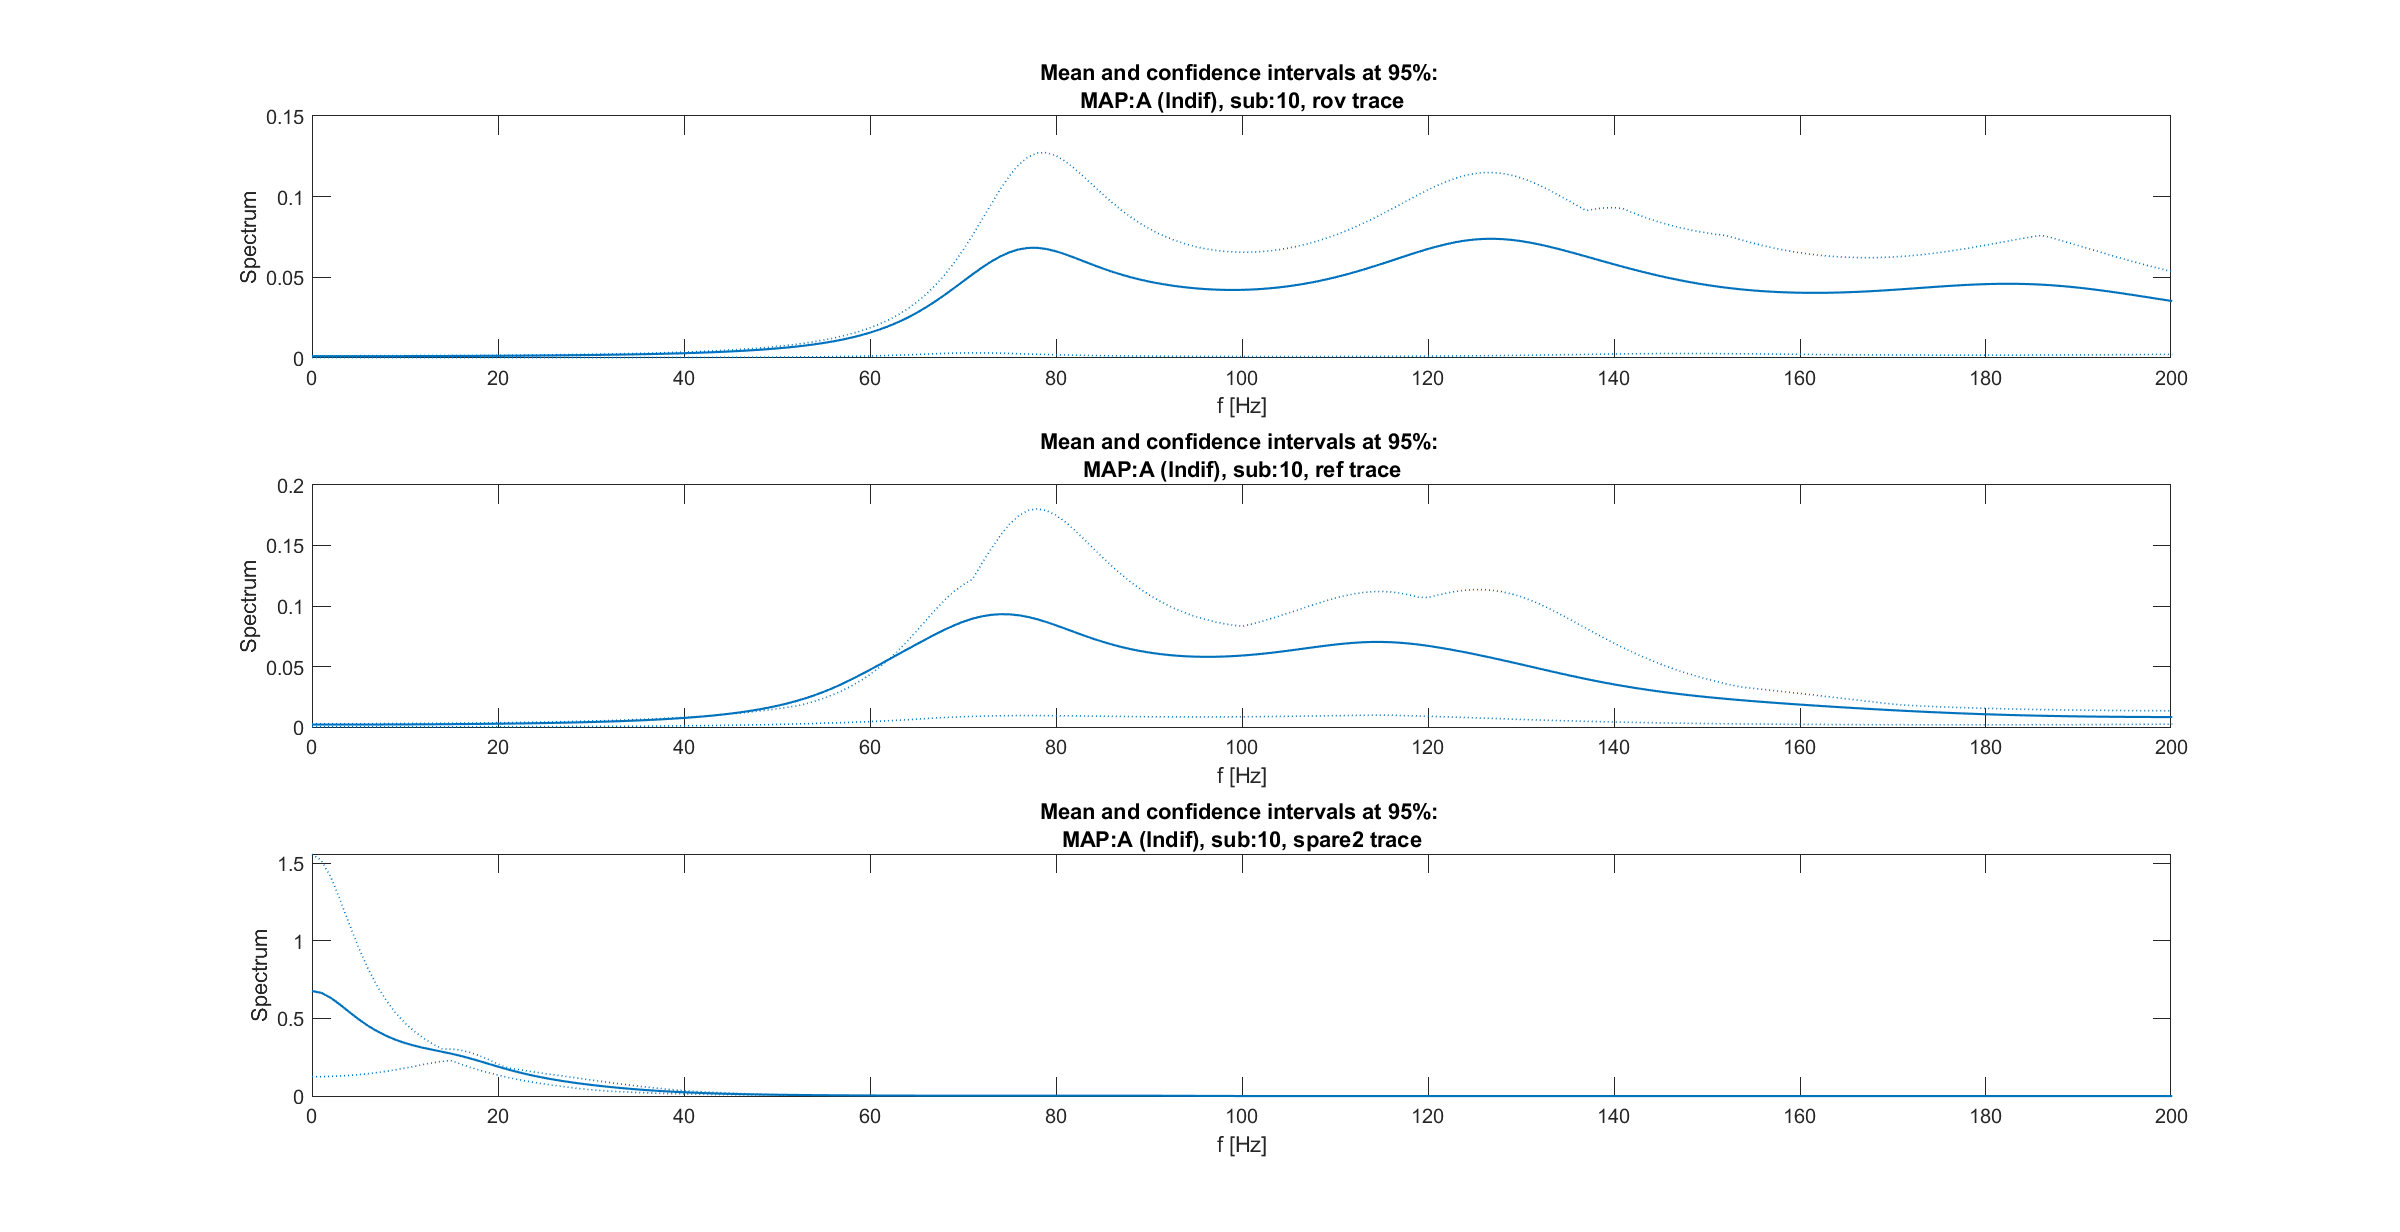 Mean and confidence intervals at 95%:
MAP:A (Indif), sub:10, rov trace
0.15
0.1
0.05
0
Spectrum
0 20 40 60 80 100 120 140 160 180 200
f [Hz]
Mean and confidence intervals at 95%:
MAP:A (Indif), sub:10, ref trace
0.2
0.15
0.1
0.05
0
Spectrum
0 20 40 60 80 100 120 140 160 180 200
f [Hz]
Mean and confidence intervals at 95%:
MAP:A (Indif), sub:10, spare2 trace
1.5
1
0.5
0
Spectrum
0 20 40 60 80 100 120 140 160 180 200
f [Hz]